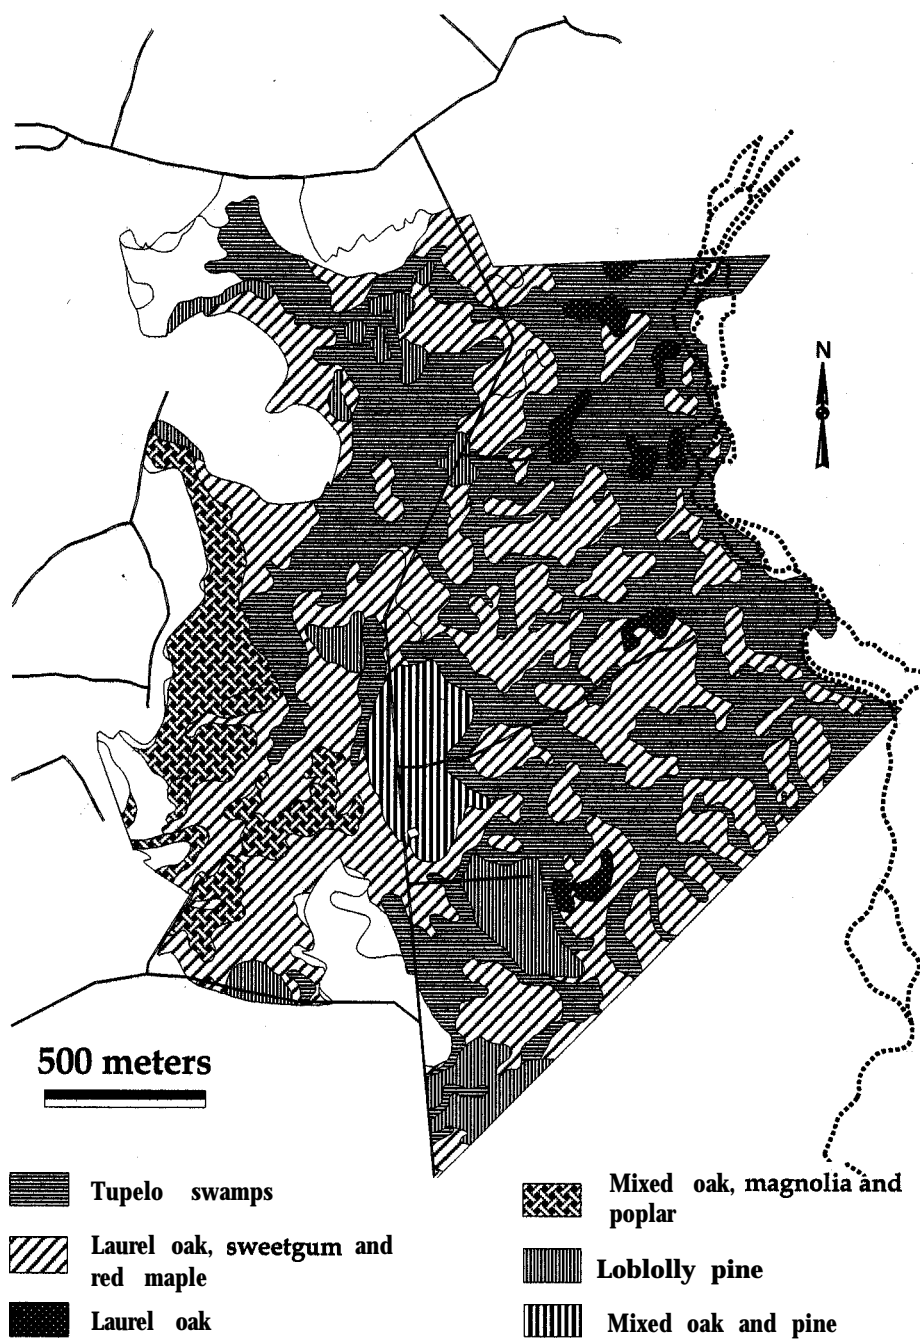 N
500 meters
Tupelo swamps
Laurel oak, sweetgum and
red maple
Laurel oak
Mixed oak, magnolia and
poplar
Loblolly pine
Mixed oak and pine